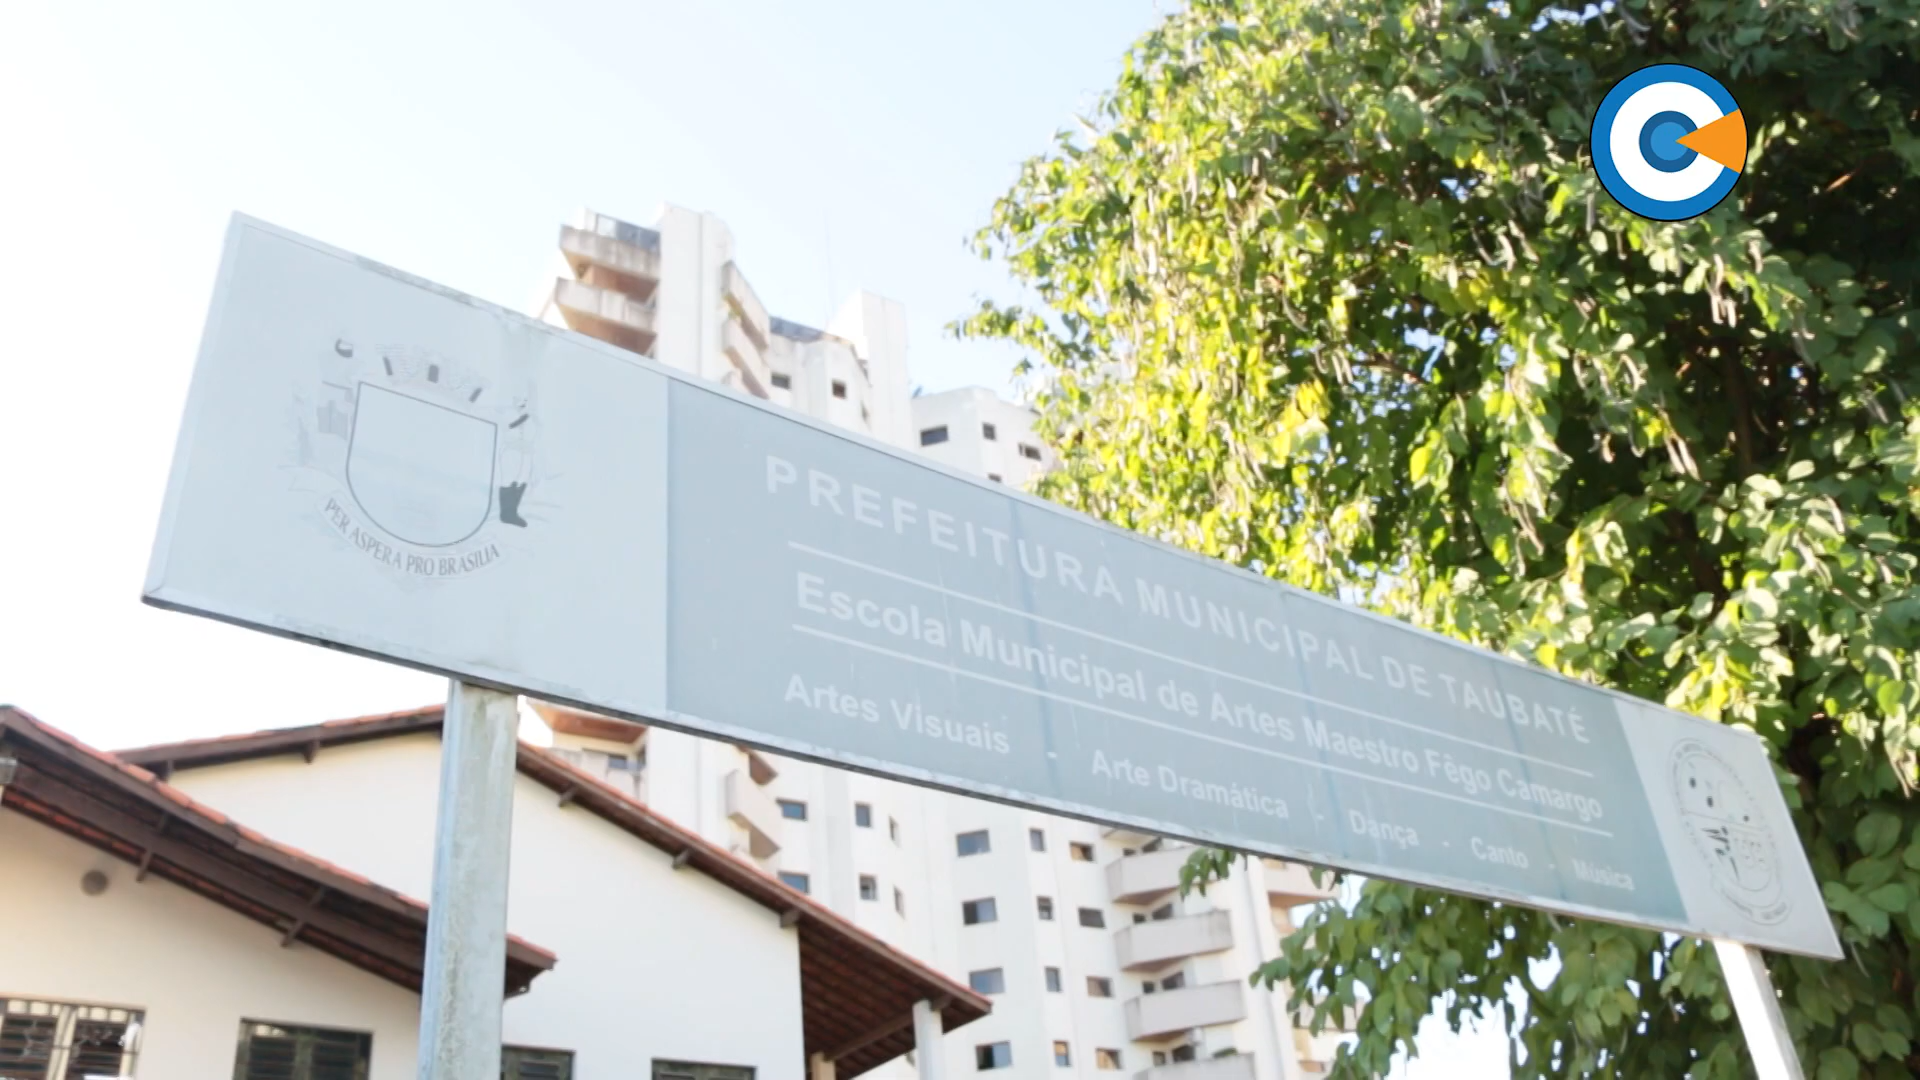 PER ASPERA PRO BRASILIA
PREFEITURA MUNICIPAL DE TAUBATÉ
Escola Municipal de Artes Maestro Fêgo Camargo
Artes Visuais - Arte Dramática - Dança - Canto - Música